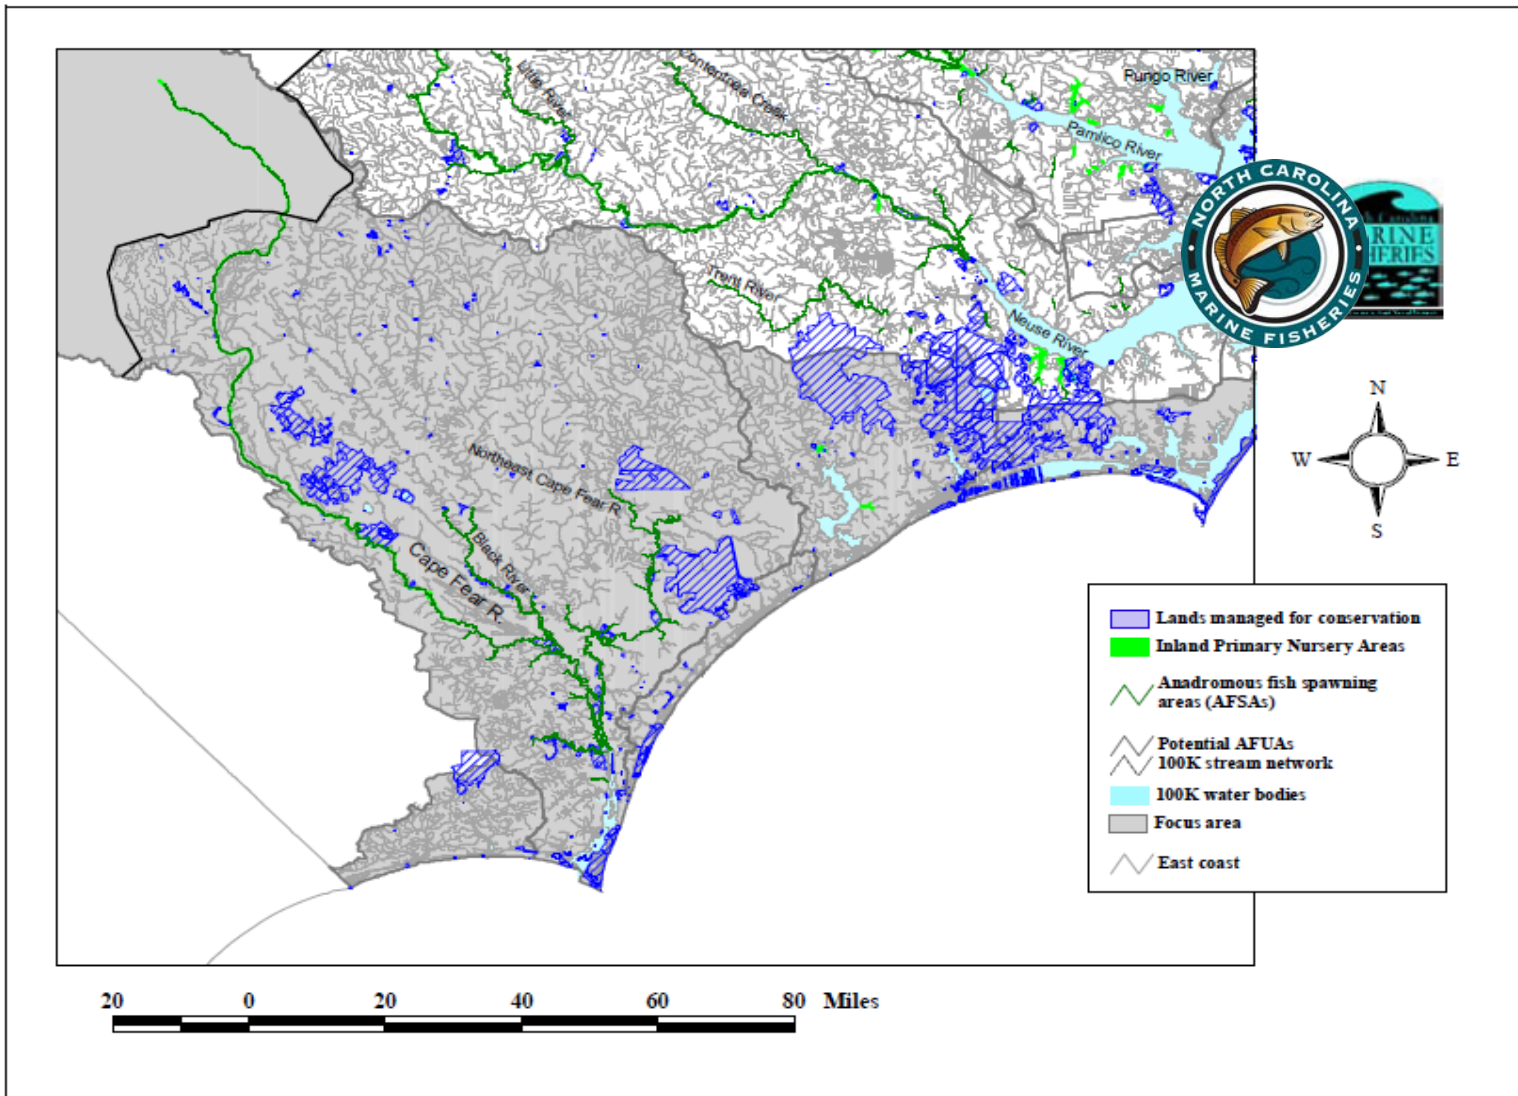 Little River
Contentnea Creek
Pungo River
Pamlico River
Trent River
Neuse River
Northeast Cape Fear R.
Black River
Cape Fear R.
NORTH CAROLINA
MARINE FISHERIES
N
W E
S
Lands managed for conservation
Inland Primary Nursery Areas
Anadromous fish spawning
areas (AFSAs)
Potential AFUAs
100K stream network
100K water bodies
Focus area
East coast
20 0 20 40 60 80 Miles